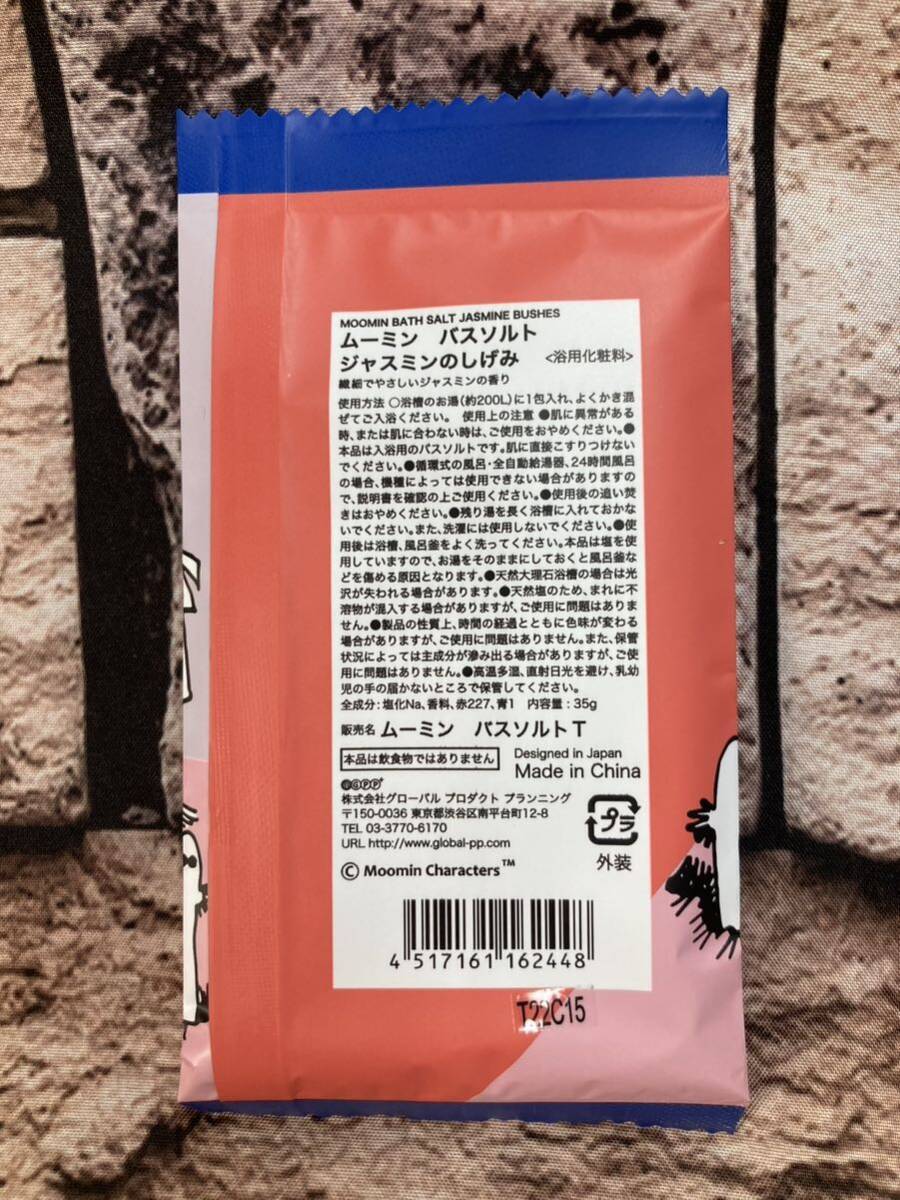 MOOMIN BATH SALT JASMINE BUSHES
ムーミン　バスソルト
ジャスミンのしげみ <浴用化粧料>
繊細でやさしいジャスミンの香り
使用方法 ○浴槽のお湯(約200L)に1包入れ、よくかき混
ぜてご入浴ください。 使用上の注意 ●肌に異常がある
時、または肌に合わない時は、ご使用をおやめください。●
本品は入浴用のバスソルトです。肌に直接こすりつけない
でください。●循環式の風呂・全自動給湯器、24時間風呂
の場合、機種によっては使用できない場合がありますの
で、説明書を確認の上ご使用ください。●使用後の追い焚
きはおやめください。●残り湯を長く浴槽に入れておかな
いでください。また、洗濯には使用しないでください。●使
用後は浴槽、風呂釜をよく洗ってください。本品は塩を使
用していますので、お湯をそのままにしておくと風呂釜な
どを傷める原因となります。●天然大理石浴槽の場合は光
沢が失われる場合があります。●天然塩のため、まれに不
溶物が混入する場合がありますが、ご使用に問題はありま
せん。●製品の性質上、時間の経過とともに色味が変わる
場合がありますが、ご使用に問題はありません。また、保管
状況によっては主成分が滲み出る場合がありますが、ご使
用に問題はありません。●高温多湿、直射日光を避け、乳幼
児の手の届かないところで保管してください。
全成分：塩化Na、香料、赤227、青1　内容量：35g
販売名 ムーミン　バスソルトT
本品は飲食物ではありません
Designed in Japan
Made in China
GPP
株式会社グローバル プロダクト プランニング
〒150-0036 東京都渋谷区南平台町12-8
TEL 03-3770-6170
URL http://www.global-pp.com
プラ
外装
© Moomin Characters™
4 517161 162448
T22C15